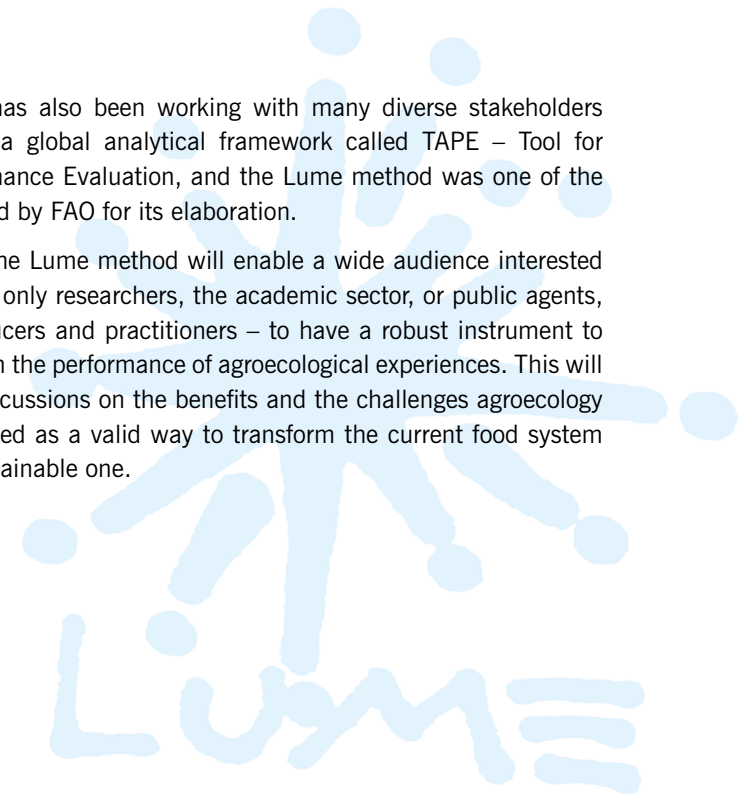 has also been working with many diverse stakeholders
a global analytical framework called TAPE – Tool for
nance Evaluation, and the Lume method was one of the
d by FAO for its elaboration.
he Lume method will enable a wide audience interested
only researchers, the academic sector, or public agents,
ucers and practitioners – to have a robust instrument to
n the performance of agroecological experiences. This will
cussions on the benefits and the challenges agroecology
ed as a valid way to transform the current food system
tainable one.
LUME